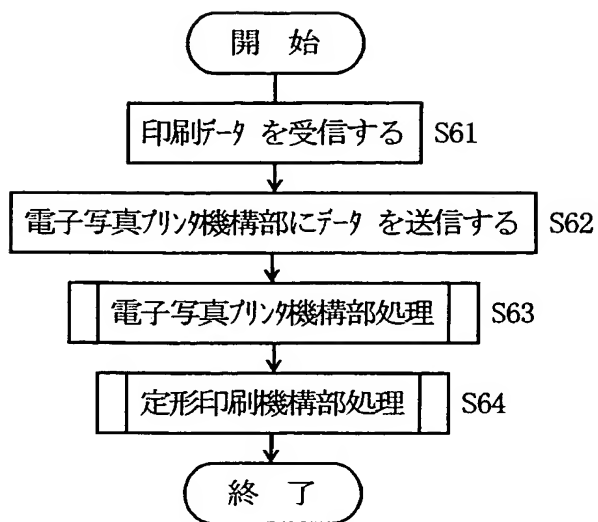 開 始
印刷ﾃﾞｰﾀ を受信する S61
電子写真ﾌﾟﾘﾝﾀ機構部にﾃﾞｰﾀ を送信する S62
電子写真ﾌﾟﾘﾝﾀ機構部処理 S63
定形印刷機構部処理 S64
終 了